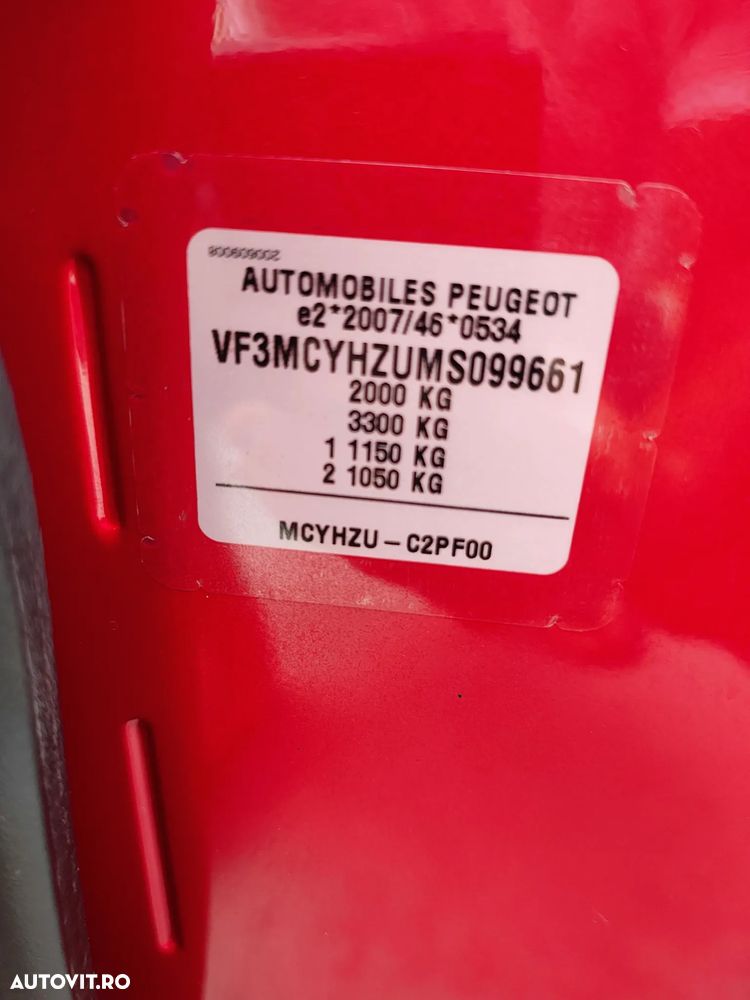 200609008
AUTOMOBILES PEUGEOT
e2*2007/46*0534
VF3MCYHZUMS099661
2000 KG
3300 KG
1 1150 KG
2 1050 KG
MCYHZU - C2PF00
AUTOVIT.RO